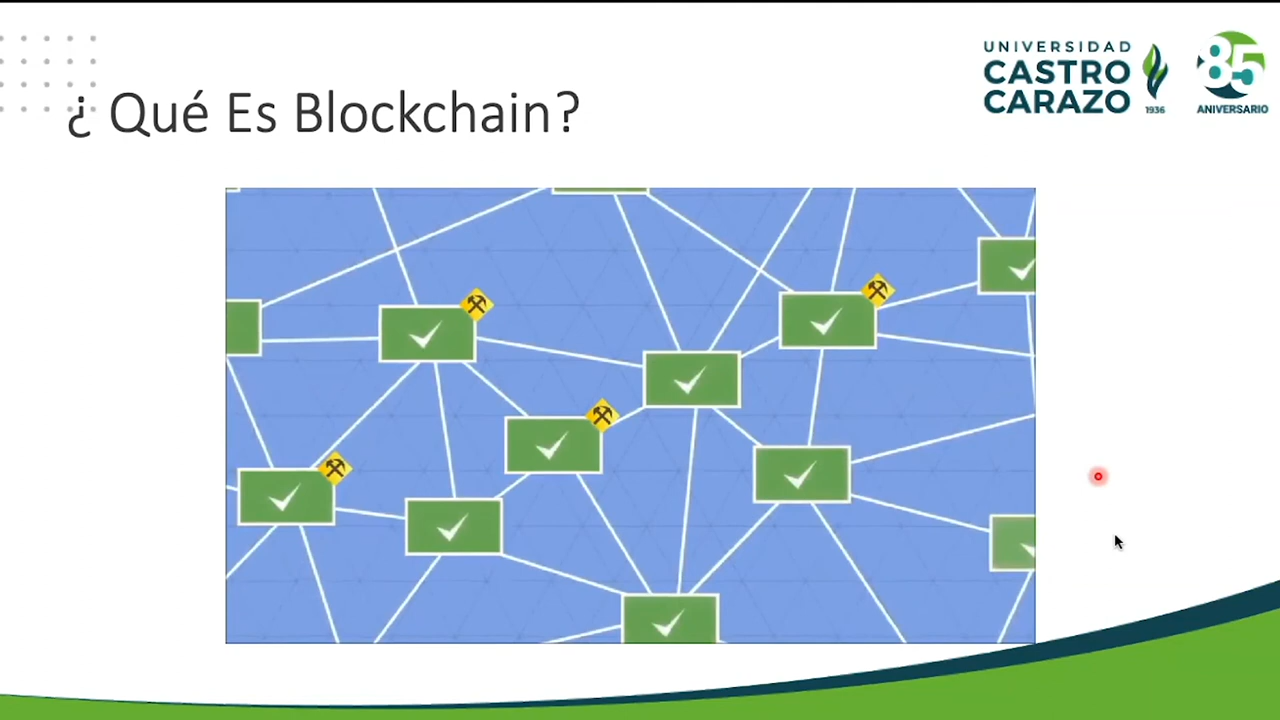 UNIVERSIDAD
CASTRO
CARAZO
1936
85
ANIVERSARIO
¿ Qué Es Blockchain?